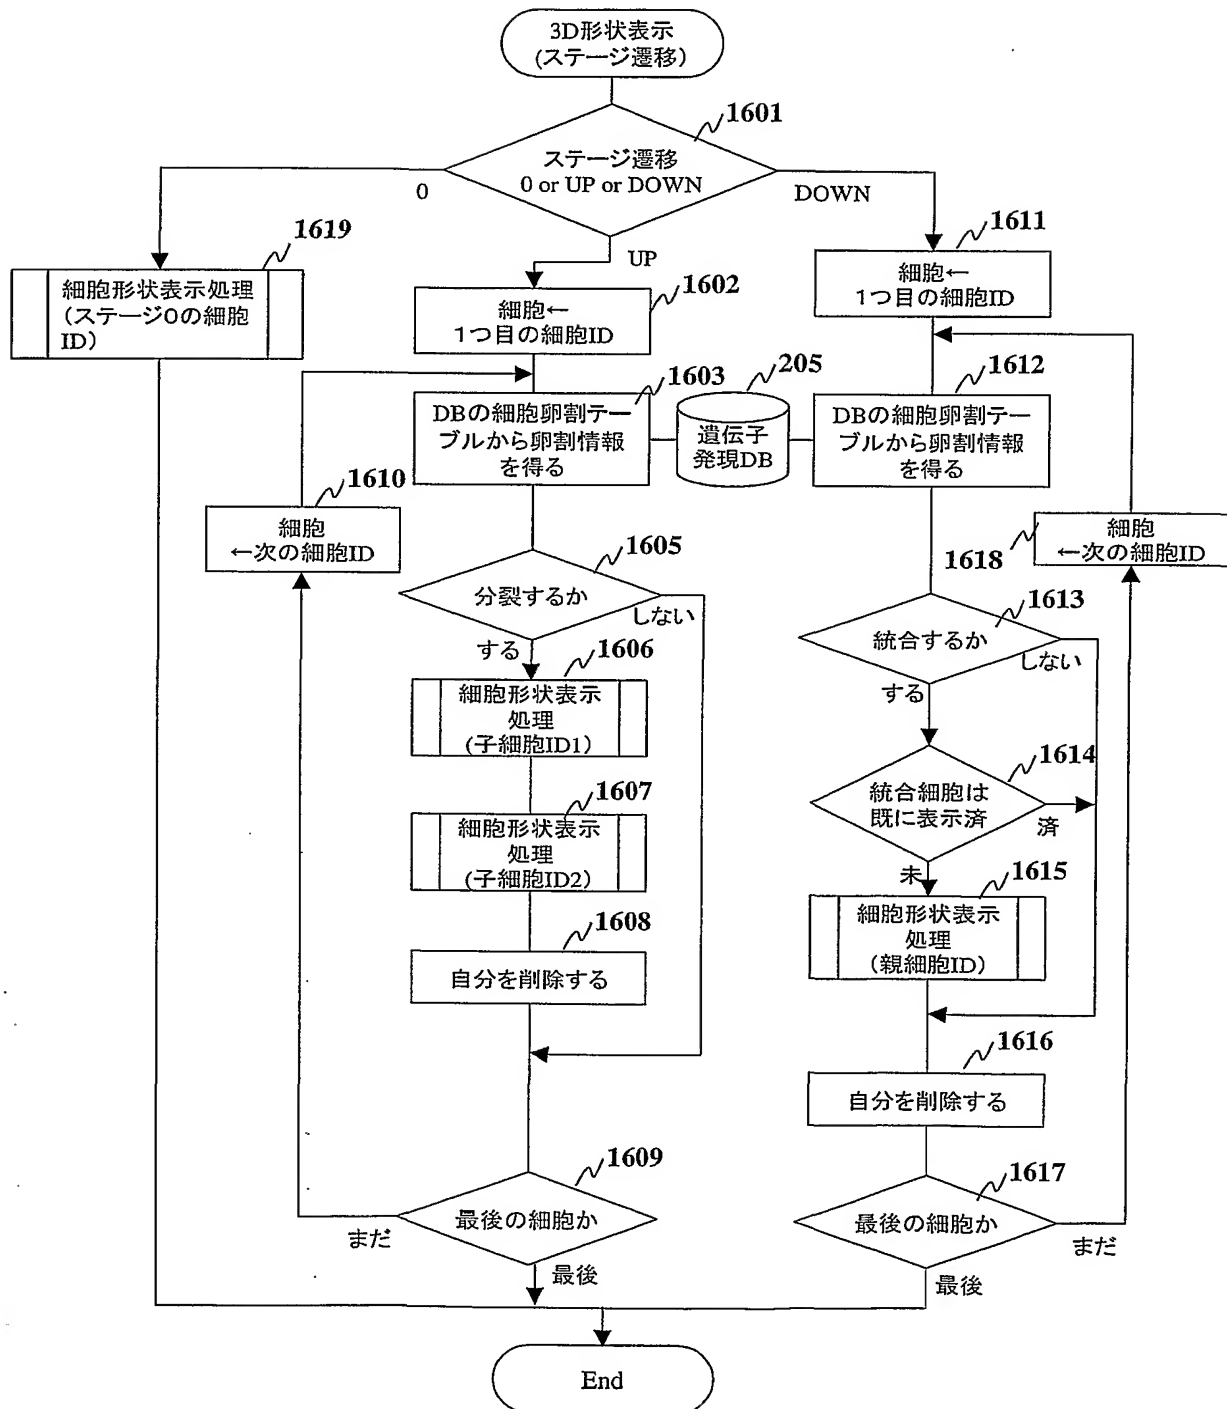 3D形状表示
(ステージ遷移)
1601
ステージ遷移
0 or UP or DOWN
0
DOWN
UP
1619
細胞形状表示処理
(ステージ0の細胞
ID)
1602
細胞←
1つ目の細胞ID
1611
細胞←
1つ目の細胞ID
1603
DBの細胞卵割テー
ブルから卵割情報
を得る
205
遺伝子
発現DB
1612
DBの細胞卵割テー
ブルから卵割情報
を得る
1610
細胞
←次の細胞ID
1618
細胞
←次の細胞ID
1605
分裂するか
しない
する
1613
統合するか
しない
する
1606
細胞形状表示
処理
(子細胞ID1)
1614
統合細胞は
既に表示済
済
未
1607
細胞形状表示
処理
(子細胞ID2)
1615
細胞形状表示
処理
(親細胞ID)
1608
自分を削除する
1616
自分を削除する
1609
最後の細胞か
まだ
最後
1617
最後の細胞か
まだ
最後
End